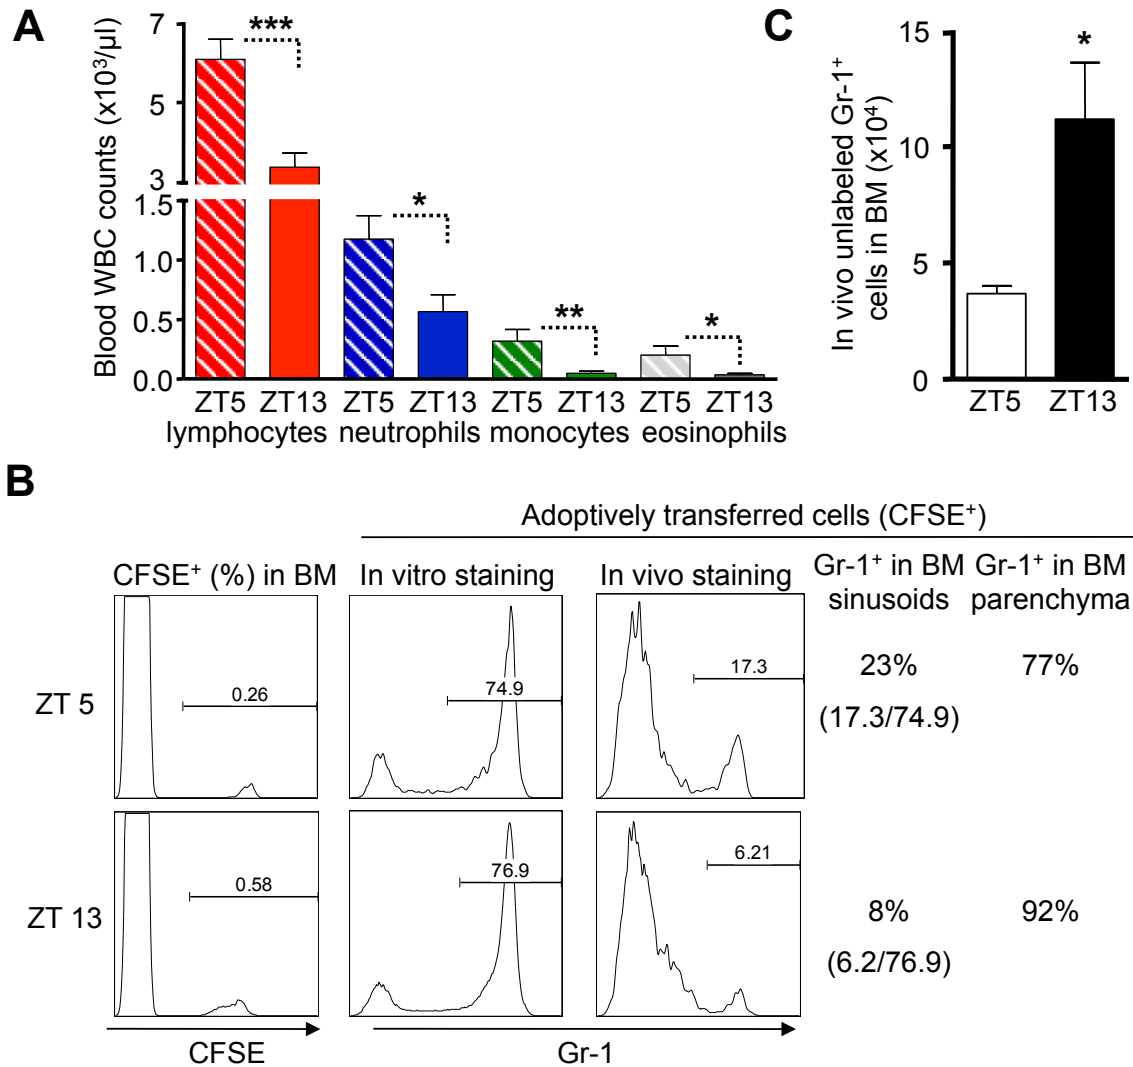 A
Blood WBC counts (x10³/µl)
7
5
3
1.5
1.0
0.5
0.0
***
*
**
*
ZT5 ZT13 ZT5 ZT13 ZT5 ZT13 ZT5 ZT13
lymphocytes neutrophils monocytes eosinophils
C
In vivo unlabeled Gr-1⁺
cells in BM (x10⁴)
15
10
5
0
*
ZT5 ZT13
B
Adoptively transferred cells (CFSE⁺)
CFSE⁺ (%) in BM
In vitro staining
In vivo staining
Gr-1⁺ in BM
sinusoids
Gr-1⁺ in BM
parenchyma
ZT 5
0.26
74.9
17.3
23%
(17.3/74.9)
77%
ZT 13
0.58
76.9
6.21
8%
(6.2/76.9)
92%
CFSE
Gr-1